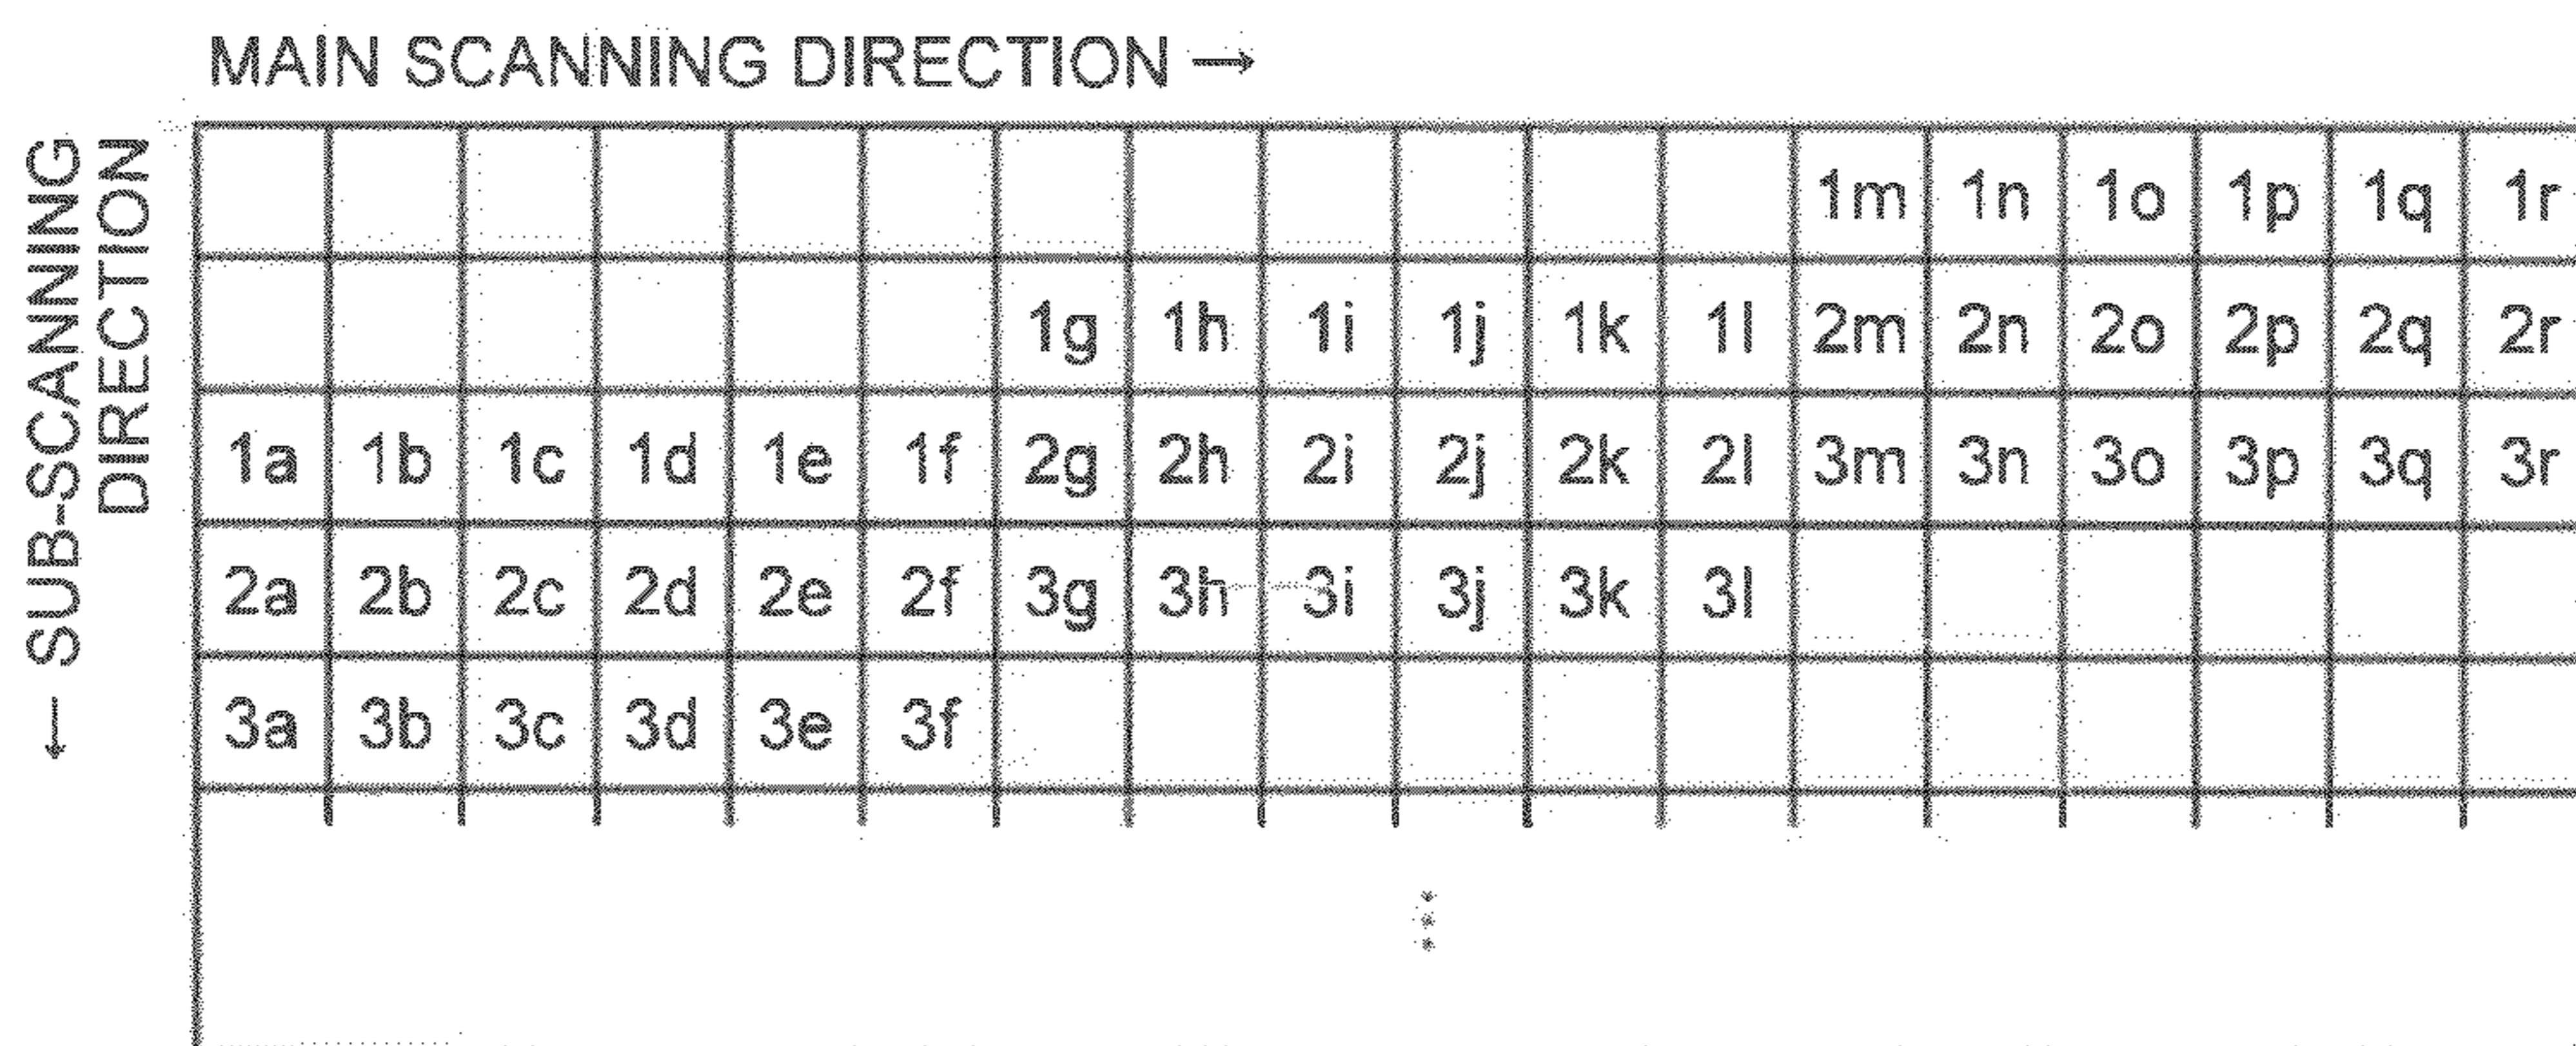 MAIN SCANNING DIRECTION →
← SUB-SCANNING
DIRECTION
1m 1n 1o 1p 1q 1r
1g 1h 1i 1j 1k 1l 2m 2n 2o 2p 2q 2r
1a 1b 1c 1d 1e 1f 2g 2h 2i 2j 2k 2l 3m 3n 3o 3p 3q 3r
2a 2b 2c 2d 2e 2f 3g 3h 3i 3j 3k 3l
3a 3b 3c 3d 3e 3f